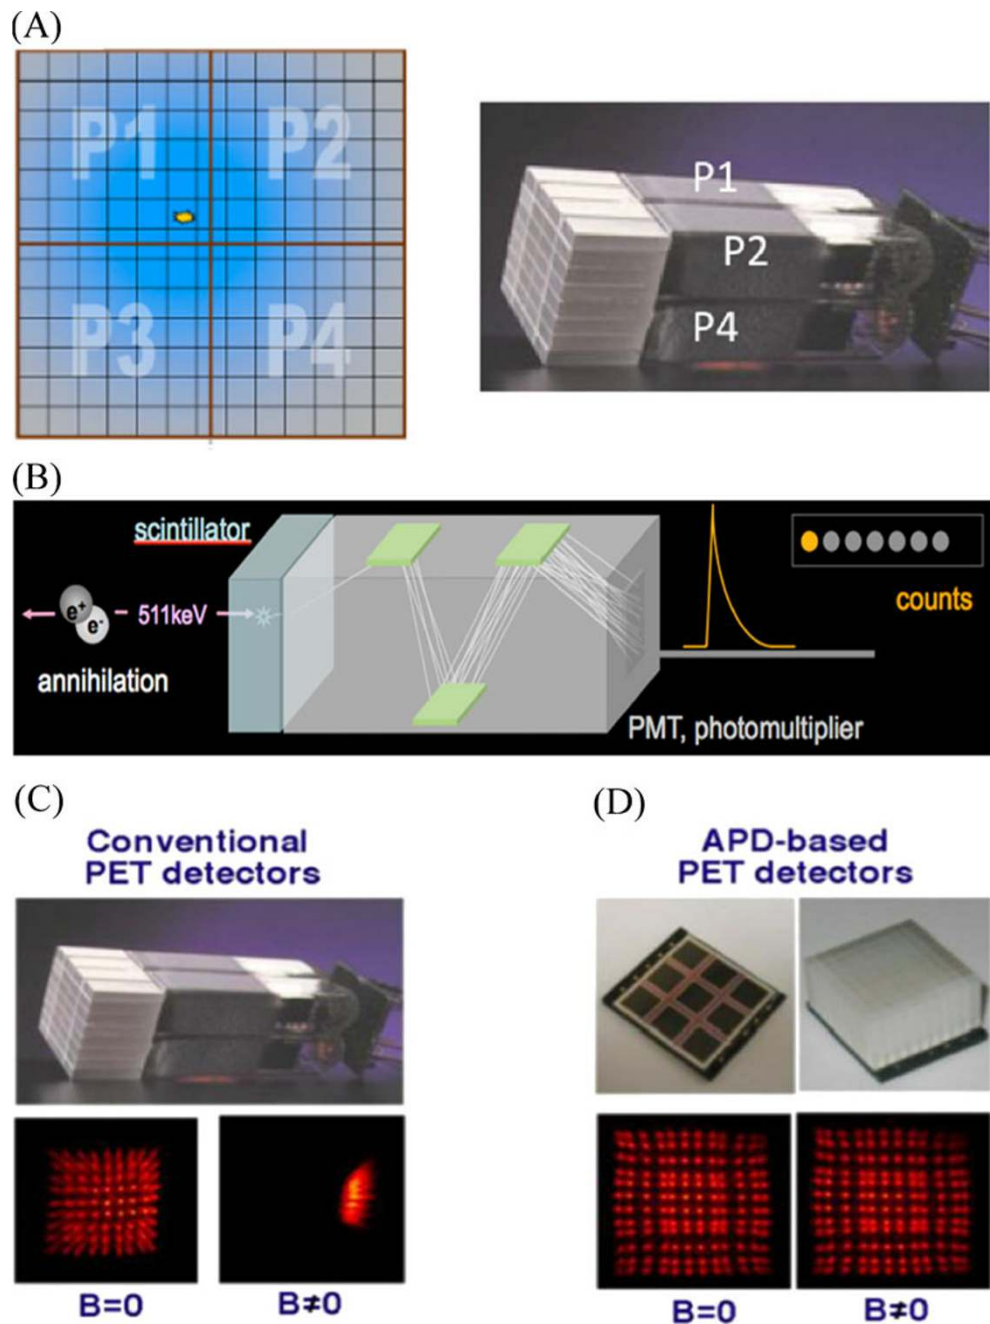 (A)
P1 P2
P3 P4
P1
P2
P4
(B)
scintillator
e+
e-
511keV
annihilation
counts
PMT, photomultiplier
(C)
Conventional
PET detectors
B=0 B≠0
(D)
APD-based
PET detectors
B=0 B≠0